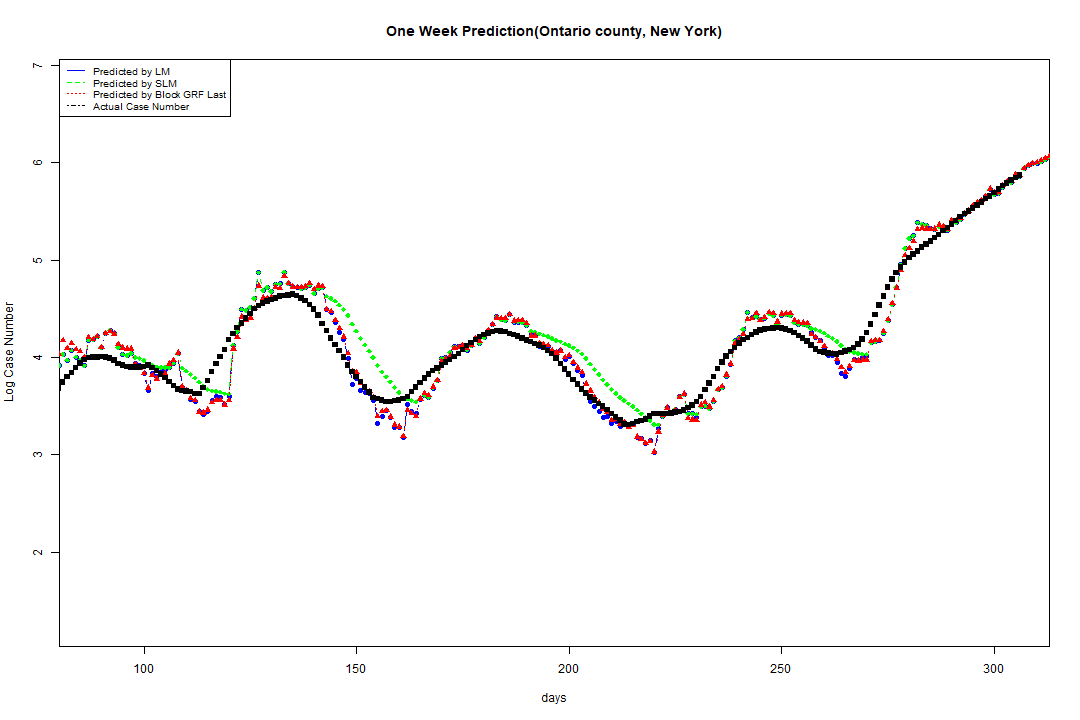 One Week Prediction(Ontario county, New York)
Predicted by LM
Predicted by SLM
Predicted by Block GRF Last
Actual Case Number
7
6
5
4
3
2
Log Case Number
100 150 200 250 300
days